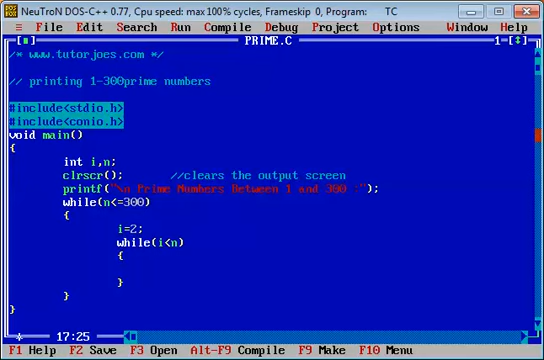 NeuTroN DOS-C++ 0.77, Cpu speed: max 100% cycles, Frameskip 0, Program: TC
≡ File Edit Search Run Compile Debug Project Options Window Help
[■] PRIME.C 1=[↕]
/* www.tutorjoes.com */
// printing 1-300prime numbers
#include<stdio.h>
#include<conio.h>
void main()
{
int i,n;
clrscr(); //clears the output screen
printf("\n Prime Numbers Between 1 and 300 :");
while(n<=300)
{
i=2;
while(i<n)
{
}
}
}
* 17:25
F1 Help F2 Save F3 Open Alt-F9 Compile F9 Make F10 Menu